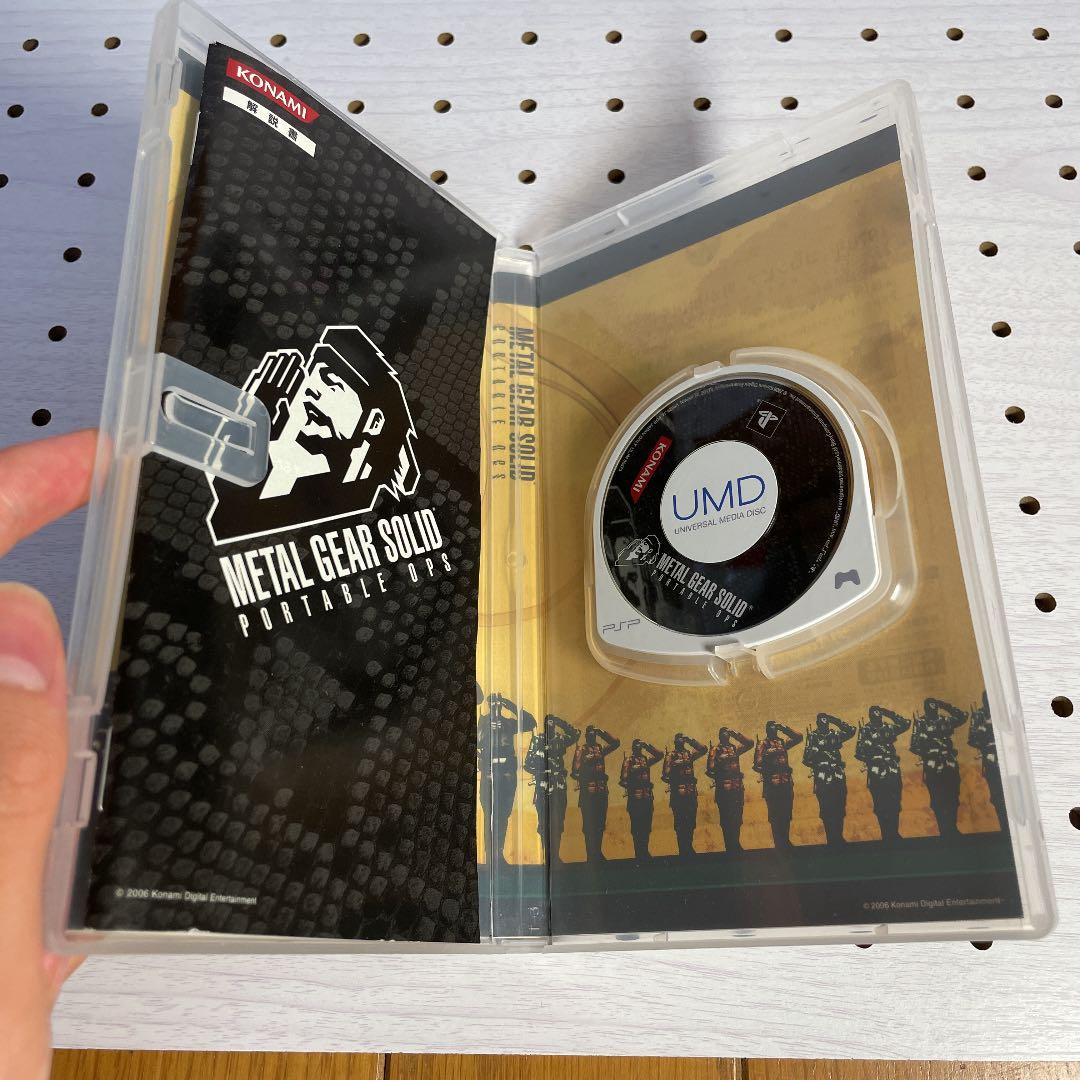 KONAMI
解説書
METAL GEAR SOLID
PORTABLE OPS
© 2006 Konami Digital Entertainment
METAL GEAR SOLID
PORTABLE OPS
KONAMI
UMD
UNIVERSAL MEDIA DISC
METAL GEAR SOLID
PORTABLE OPS
PSP
© 2006 Konami Digital Entertainment